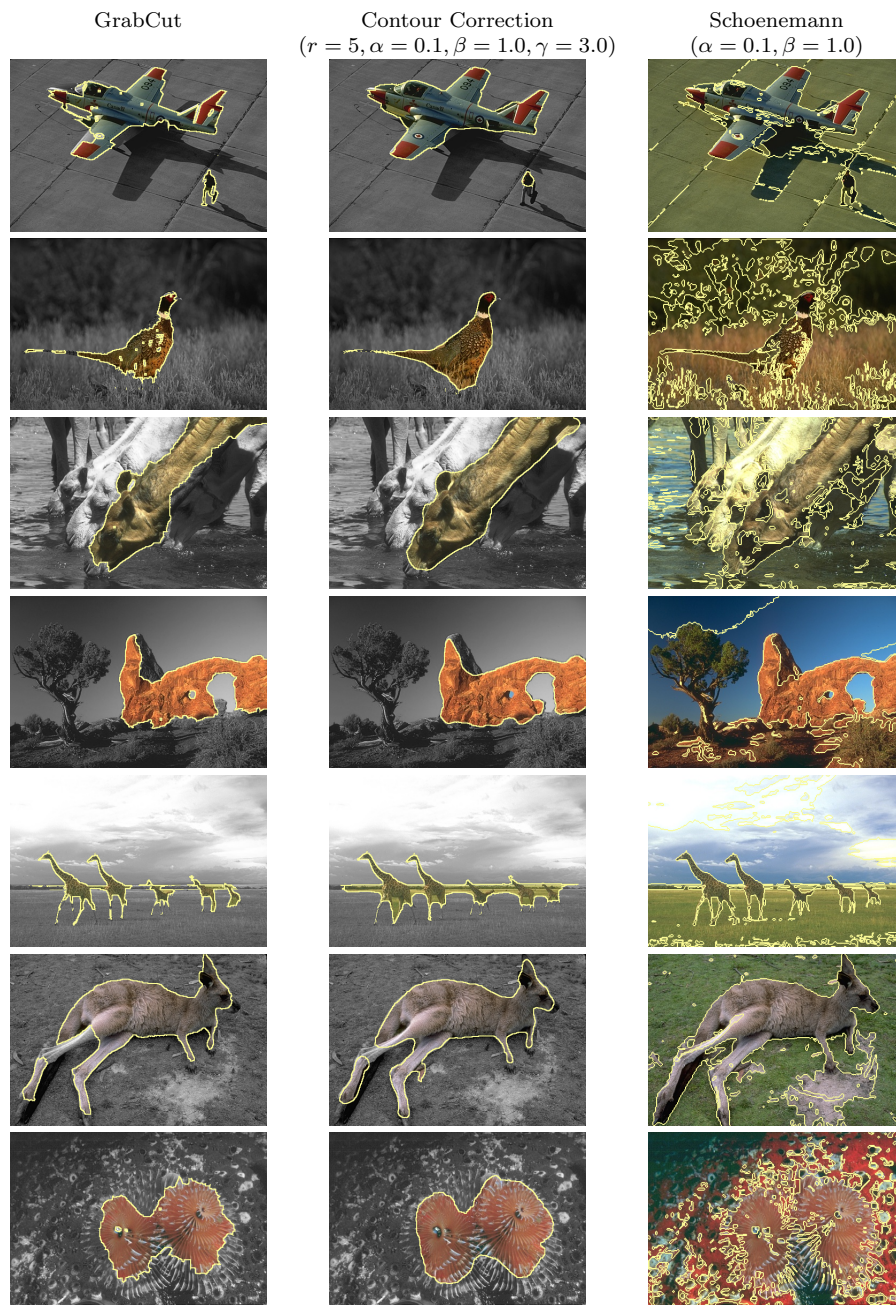 GrabCut
Contour Correction
(r = 5, α = 0.1, β = 1.0, γ = 3.0)
Schoenemann
(α = 0.1, β = 1.0)